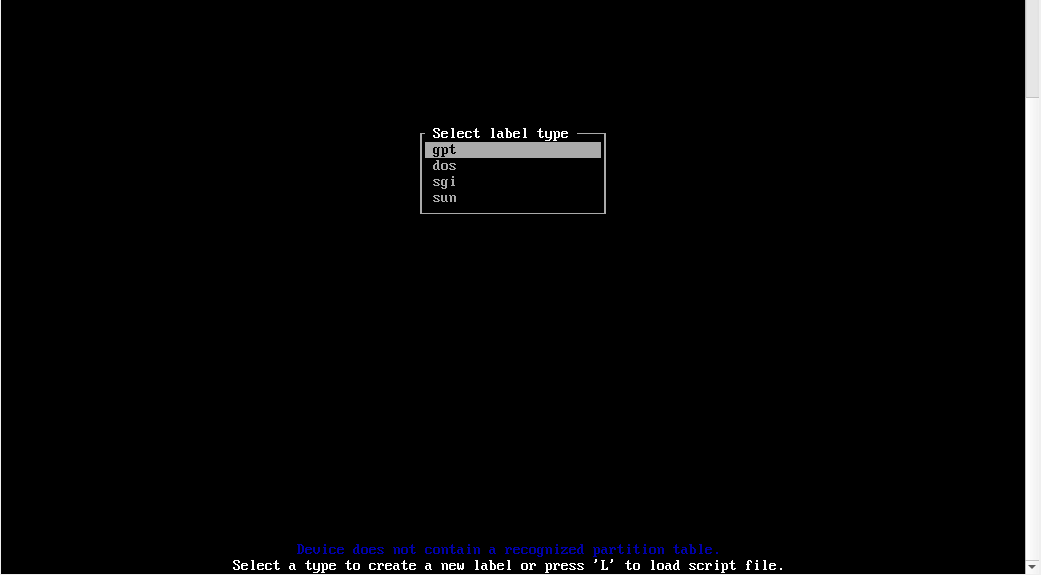 Select label type
gpt
dos
sgi
sun
Device does not contain a recognized partition table.
Select a type to create a new label or press 'L' to load script file.